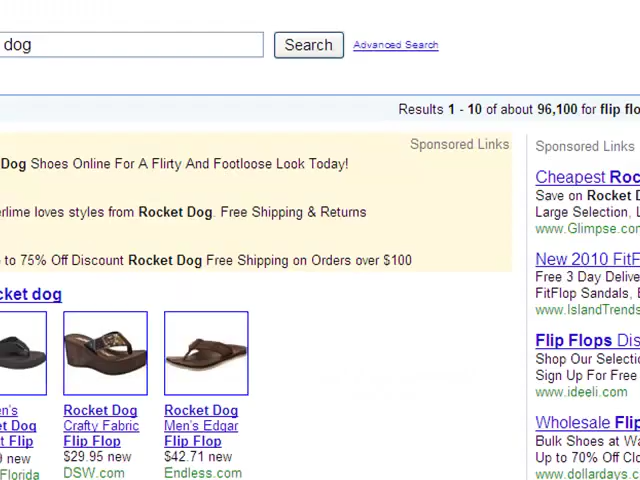 dog
Search
Advanced Search
Results 1 - 10 of about 96,100 for flip flo
Sponsored Links
Dog Shoes Online For A Flirty And Footloose Look Today!
erlime loves styles from Rocket Dog. Free Shipping & Returns
to 75% Off Discount Rocket Dog Free Shipping on Orders over $100
cket dog
en's
et Dog
t Flip
9 new
Florida
Rocket Dog
Crafty Fabric
Flip Flop
$29.95 new
DSW.com
Rocket Dog
Men's Edgar
Flip Flop
$42.71 new
Endless.com
Sponsored Links
Cheapest Roc
Save on Rocket D
Large Selection, L
www.Glimpse.com
New 2010 FitF
Free 3 Day Delive
FitFlop Sandals, B
www.IslandTrends
Flip Flops Dis
Shop Our Selectio
Sign Up For Free
www.ideeli.com
Wholesale Flip
Bulk Shoes at Wa
Up to 70% Off Clo
www.dollardays.c